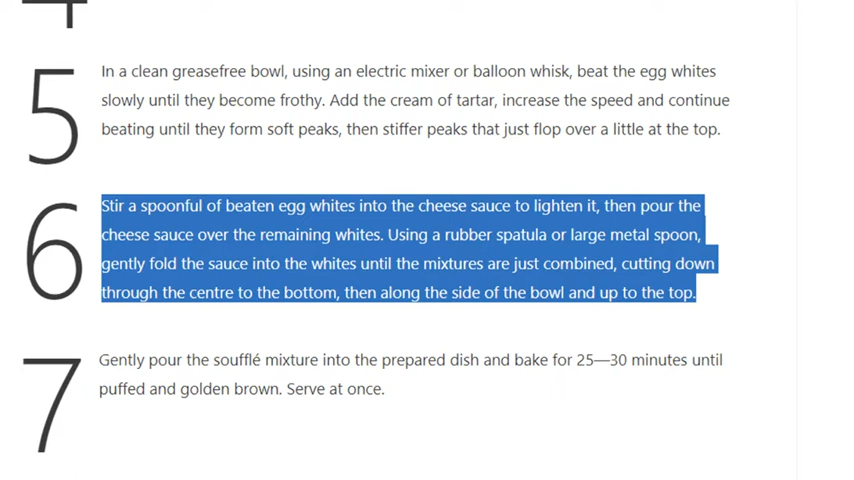 5
In a clean greasefree bowl, using an electric mixer or balloon whisk, beat the egg whites
slowly until they become frothy. Add the cream of tartar, increase the speed and continue
beating until they form soft peaks, then stiffer peaks that just flop over a little at the top.
6
Stir a spoonful of beaten egg whites into the cheese sauce to lighten it, then pour the
cheese sauce over the remaining whites. Using a rubber spatula or large metal spoon,
gently fold the sauce into the whites until the mixtures are just combined, cutting down
through the centre to the bottom, then along the side of the bowl and up to the top.
7
Gently pour the soufflé mixture into the prepared dish and bake for 25—30 minutes until
puffed and golden brown. Serve at once.